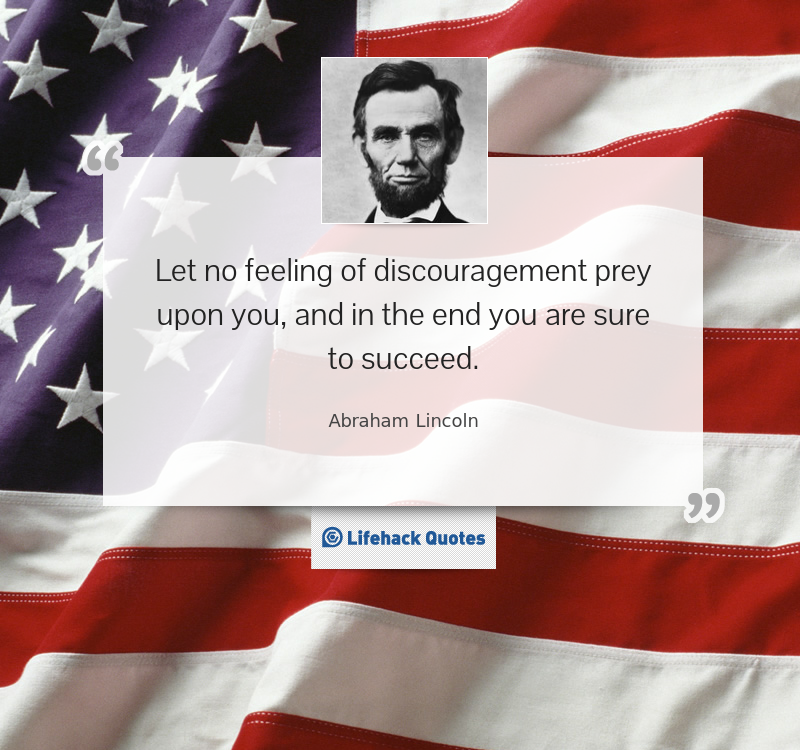 “
Let no feeling of discouragement prey
upon you, and in the end you are sure
to succeed.
Abraham Lincoln
”
Lifehack Quotes